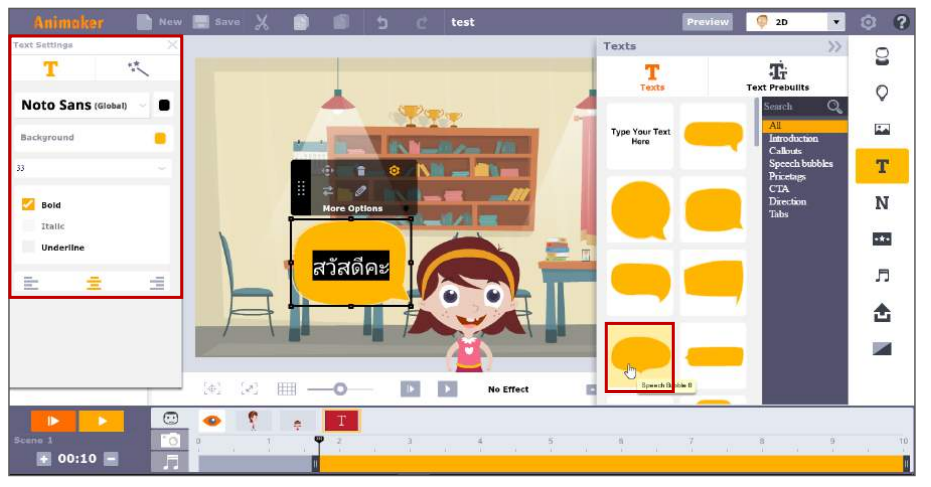 Animaker
New
Save
test
Preview
2D
?
Text Settings
T
Noto Sans (Global)
Background
33
Bold
Italic
Underline
More Options
สวัสดีคะ
No Effect
Texts
T
Texts
Text Prebuilts
Type Your Text
Here
Search
All
Introduction
Callouts
Speech bubbles
Pricetags
CTA
Direction
Tabs
Speech Bubble 6
T
N
T
Scene 1
00:10
0 1 2 3 4 5 6 7 8 9 10